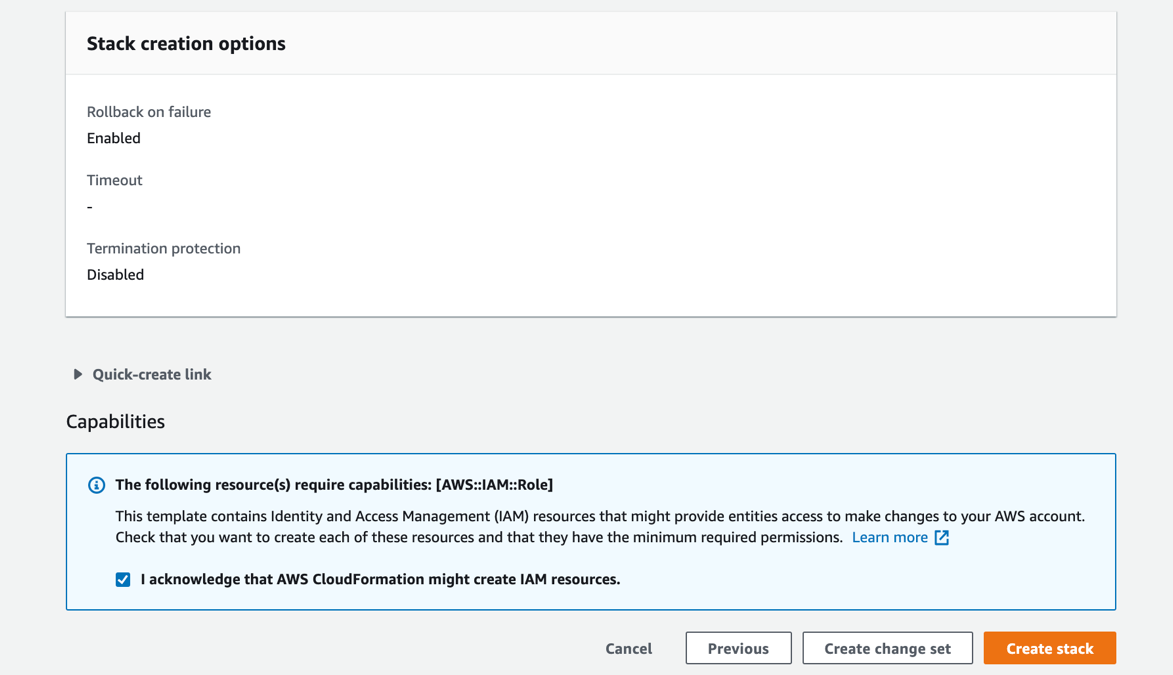 Stack creation options
Rollback on failure
Enabled
Timeout
-
Termination protection
Disabled
Quick-create link
Capabilities
The following resource(s) require capabilities: [AWS::IAM::Role]
This template contains Identity and Access Management (IAM) resources that might provide entities access to make changes to your AWS account.
Check that you want to create each of these resources and that they have the minimum required permissions. Learn more
I acknowledge that AWS CloudFormation might create IAM resources.
Cancel Previous Create change set Create stack